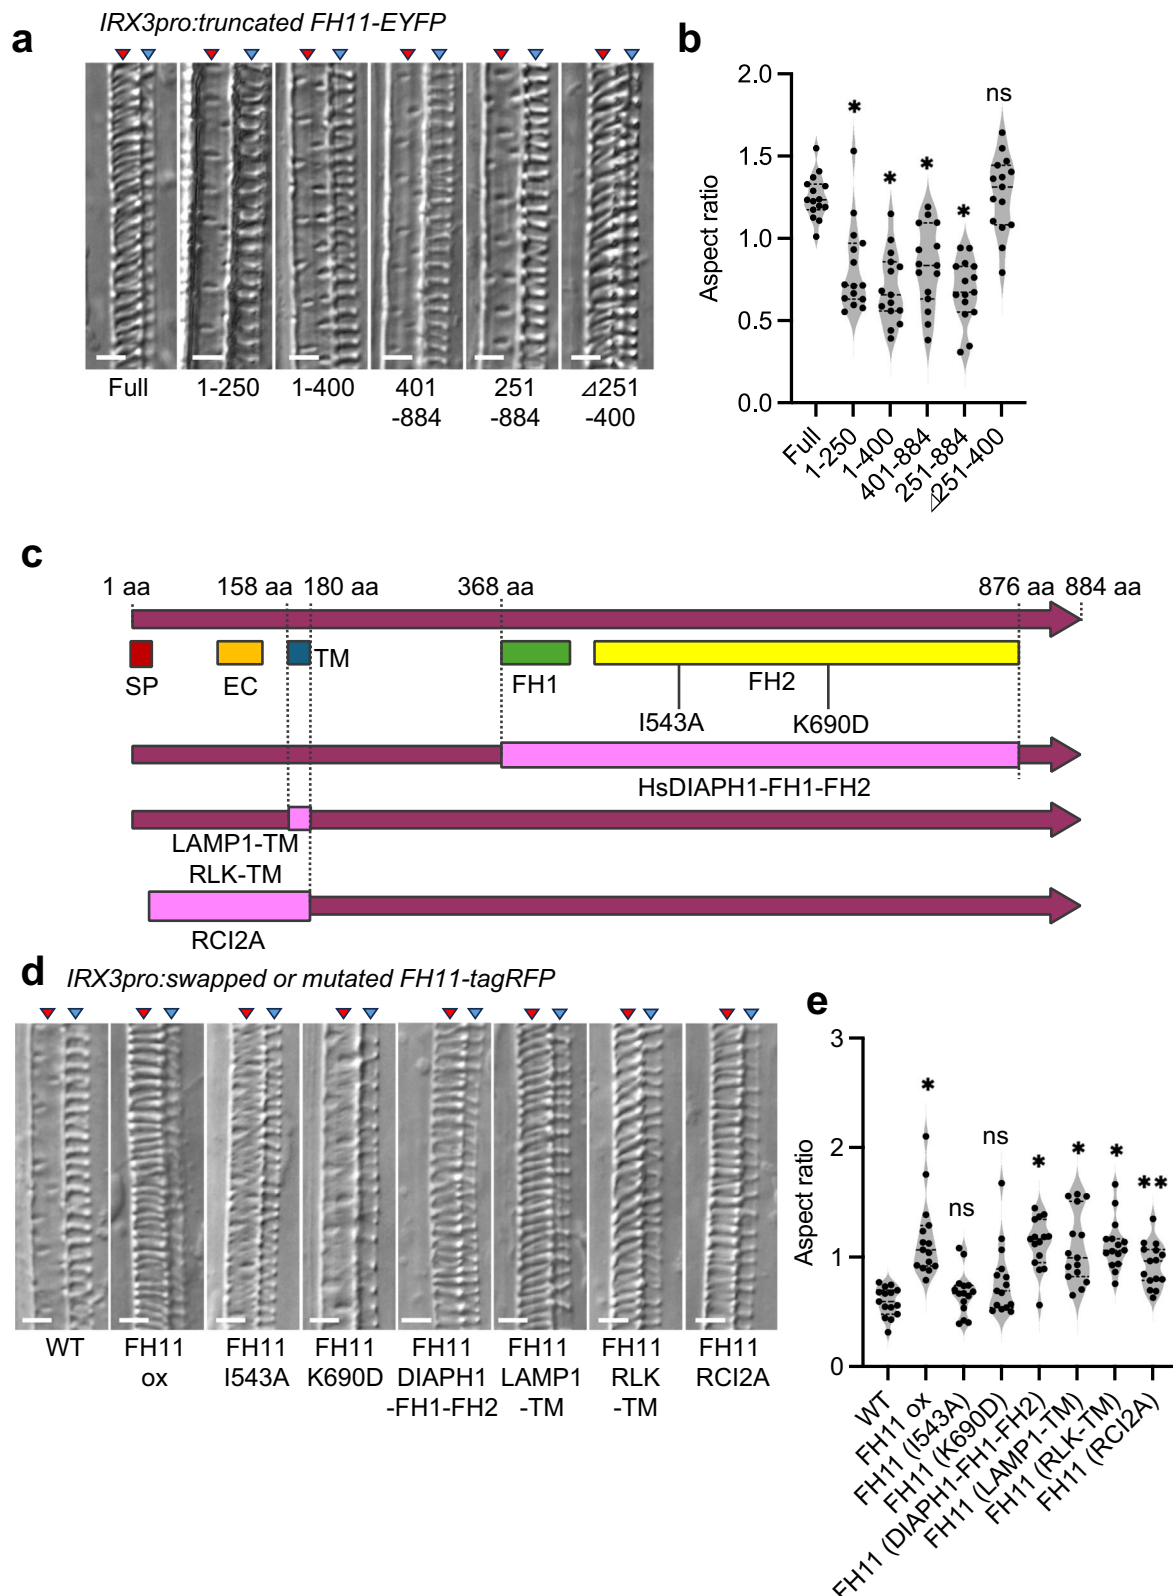 a
IRX3pro:truncated FH11-EYFP
Full
1-250
1-400
401
-884
251
-884
⊿251
-400
b
Aspect ratio
2.0
1.5
1.0
0.5
0.0
*
*
*
*
ns
Full
1-250
1-400
401-884
251-884
⊿251-400
c
1 aa
158 aa
180 aa
368 aa
876 aa
884 aa
SP
EC
TM
FH1
FH2
I543A
K690D
HsDIAPH1-FH1-FH2
LAMP1-TM
RLK-TM
RCI2A
d
IRX3pro:swapped or mutated FH11-tagRFP
WT
FH11
ox
FH11
I543A
FH11
K690D
FH11
DIAPH1
-FH1-FH2
FH11
LAMP1
-TM
FH11
RLK
-TM
FH11
RCI2A
e
Aspect ratio
3
2
1
0
*
ns
ns
*
*
*
**
WT
FH11 ox
FH11 (I543A)
FH11 (K690D)
FH11 (DIAPH1-FH1-FH2)
FH11 (LAMP1-TM)
FH11 (RLK-TM)
FH11 (RCI2A)